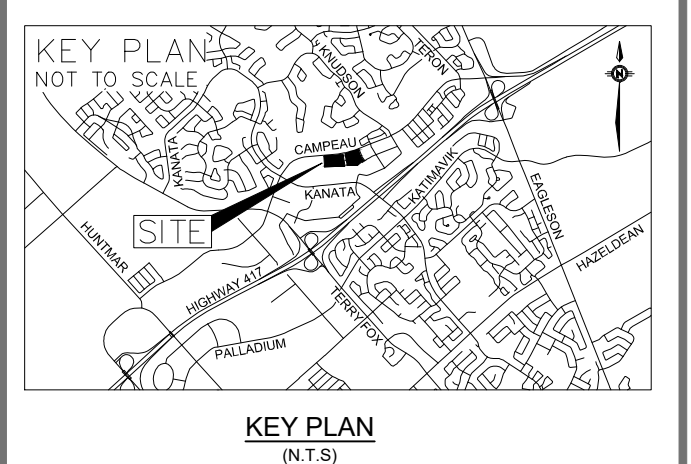 KEY PLAN
NOT TO SCALE
N
KNUDSON
TERON
CAMPEAU
KANATA
KANATA
KATIMAVIK
EAGLESON
SITE
HUNTMAR
HAZELDEAN
HIGHWAY 417
TERRY FOX
PALLADIUM
KEY PLAN
(N.T.S)